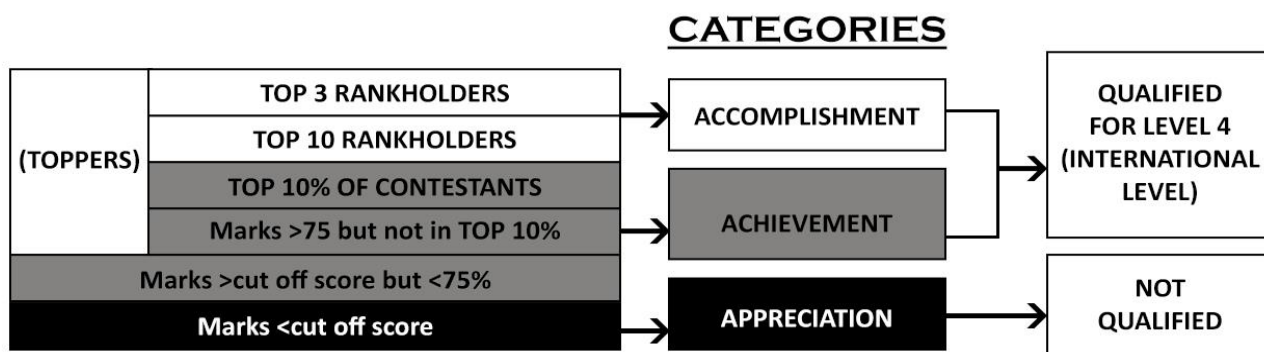 CATEGORIES
(TOPPERS)
TOP 3 RANKHOLDERS
TOP 10 RANKHOLDERS
TOP 10% OF CONTESTANTS
Marks >75 but not in TOP 10%
Marks >cut off score but <75%
Marks <cut off score
ACCOMPLISHMENT
ACHIEVEMENT
APPRECIATION
QUALIFIED
FOR LEVEL 4
(INTERNATIONAL
LEVEL)
NOT
QUALIFIED